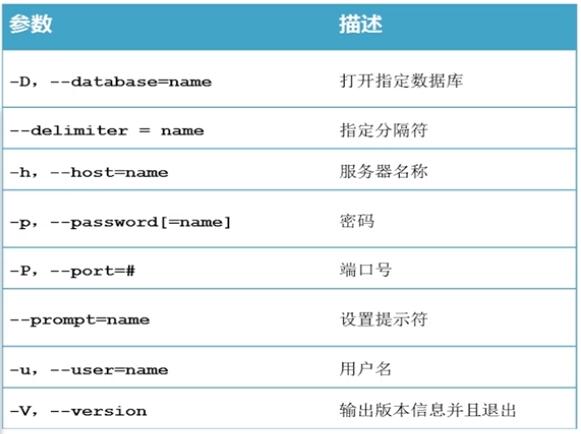 参数 描述
-D，--database=name 打开指定数据库
--delimiter = name 指定分隔符
-h，--host=name 服务器名称
-p，--password[=name] 密码
-P，--port=# 端口号
--prompt=name 设置提示符
-u，--user=name 用户名
-V，--version 输出版本信息并且退出